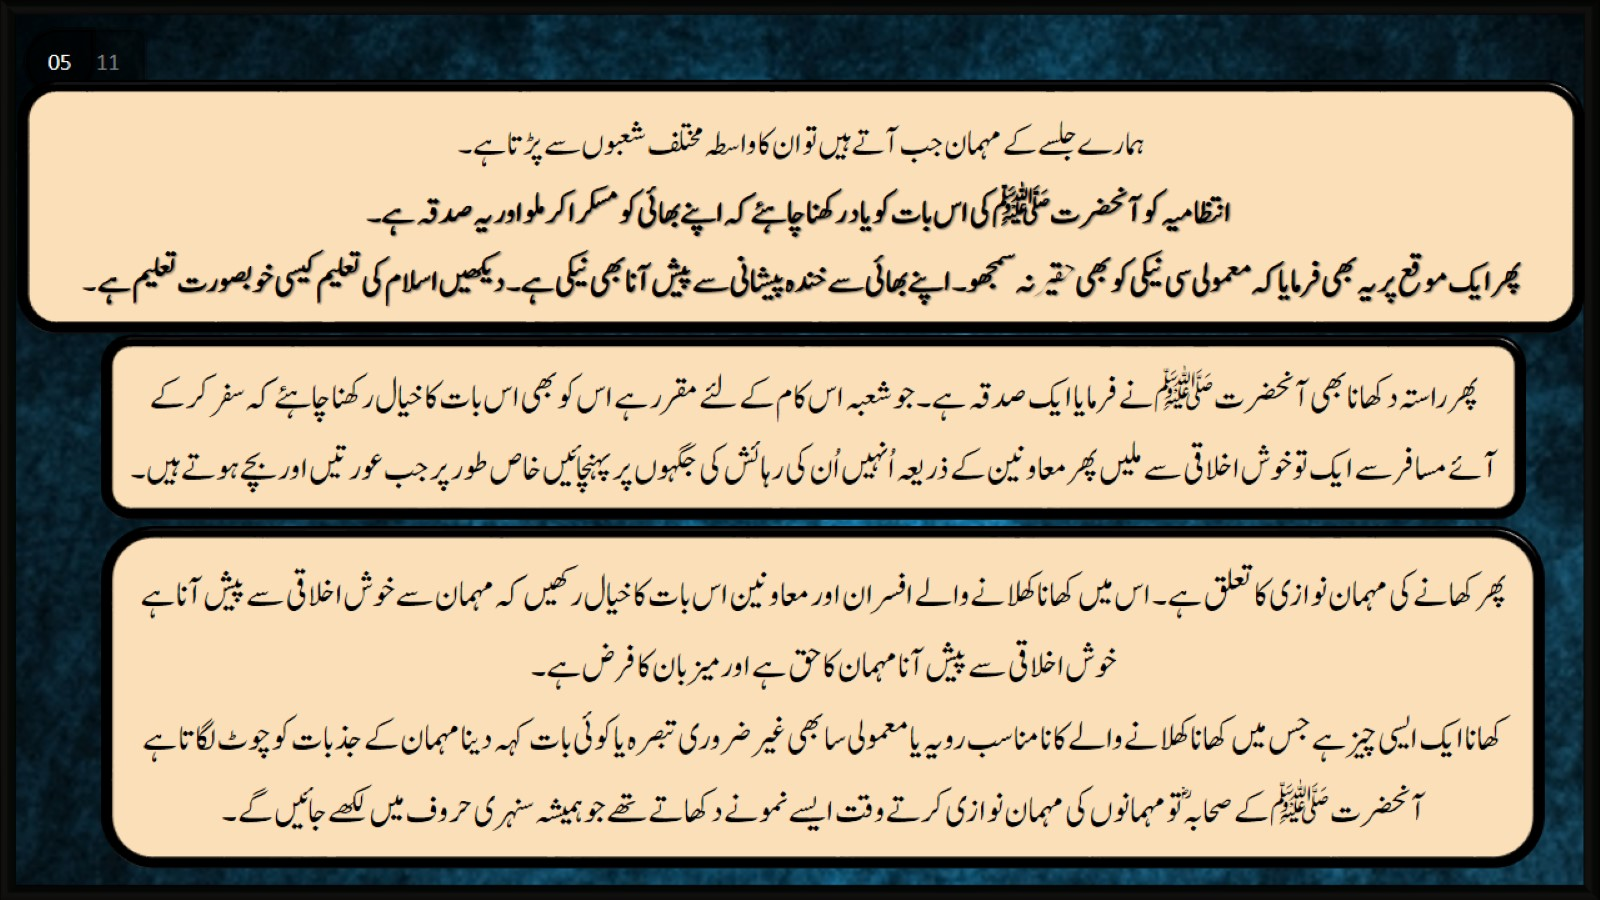 05 11
ہمارے جلسے کے مہمان جب آتے ہیں تو ان کا واسطہ مختلف شعبوں سے پڑتا ہے۔
انتظامیہ کو آنحضرت ﷺ کی اس بات کو یاد رکھنا چاہئے کہ اپنے بھائی کو مسکرا کر ملو اور یہ صدقہ ہے۔
پھر ایک موقع پر یہ بھی فرمایا کہ معمولی سی نیکی کو بھی حقیر نہ سمجھو۔ اپنے بھائی سے خندہ پیشانی سے پیش آنا بھی نیکی ہے۔ دیکھیں اسلام کی تعلیم کیسی خوبصورت تعلیم ہے۔
پھر راستہ دکھانا بھی آنحضرت ﷺ نے فرمایا ایک صدقہ ہے۔ جو شعبہ اس کام کے لئے مقرر ہے اس کو بھی اس بات کا خیال رکھنا چاہئے کہ سفر کر کے
آئے مسافر سے ایک تو خوش اخلاقی سے ملیں پھر معاونین کے ذریعہ اُنہیں اُن کی رہائش کی جگہوں پر پہنچائیں خاص طور پر جب عورتیں اور بچے ہوتے ہیں۔
پھر کھانے کی مہمان نوازی کا تعلق ہے۔ اس میں کھانا کھلانے والے افسران اور معاونین اس بات کا خیال رکھیں کہ مہمان سے خوش اخلاقی سے پیش آنا ہے
خوش اخلاقی سے پیش آنا مہمان کا حق ہے اور میزبان کا فرض ہے۔
کھانا ایک ایسی چیز ہے جس میں کھانا کھلانے والے کا نامناسب رویہ یا معمولی سا بھی غیر ضروری تبصرہ یا کوئی بات کہہ دینا مہمان کے جذبات کو چوٹ لگاتا ہے
آنحضرت ﷺ کے صحابہؓ تو مہمانوں کی مہمان نوازی کرتے وقت ایسے نمونے دکھاتے تھے جو ہمیشہ سنہری حروف میں لکھے جائیں گے۔